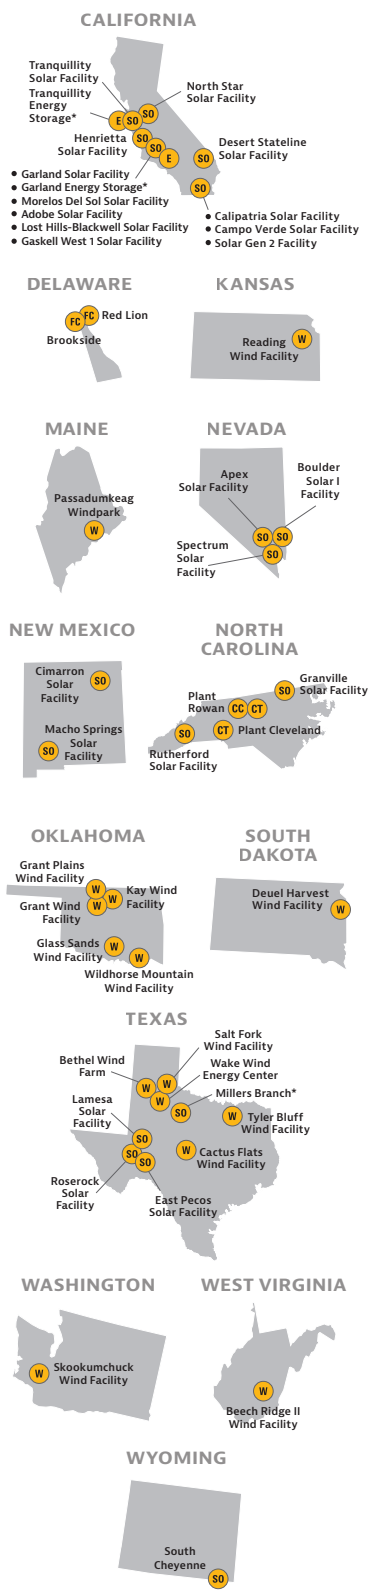 CALIFORNIA
Tranquillity
Solar Facility
Tranquillity
Energy
Storage*
North Star
Solar Facility
E
SO
SO
Henrietta
Solar Facility
SO
SO
E
Desert Stateline
Solar Facility
SO
SO
• Garland Solar Facility
• Garland Energy Storage*
• Morelos Del Sol Solar Facility
• Adobe Solar Facility
• Lost Hills-Blackwell Solar Facility
• Gaskell West 1 Solar Facility
• Calipatria Solar Facility
• Campo Verde Solar Facility
• Solar Gen 2 Facility
DELAWARE
FC
FC
Red Lion
Brookside
KANSAS
Reading
Wind Facility
W
MAINE
Passadumkeag
Windpark
W
NEVADA
Apex
Solar Facility
Boulder
Solar I
Facility
SO
SO
SO
Spectrum
Solar
Facility
NEW MEXICO
Cimarron
Solar
Facility
SO
Macho Springs
Solar
Facility
SO
NORTH
CAROLINA
Granville
Solar Facility
SO
Plant
Rowan
CC
CT
CT
Plant Cleveland
SO
Rutherford
Solar Facility
OKLAHOMA
Grant Plains
Wind Facility
W
Kay Wind
Facility
W
Grant Wind
Facility
W
Glass Sands
Wind Facility
W
W
Wildhorse Mountain
Wind Facility
SOUTH
DAKOTA
Deuel Harvest
Wind Facility
W
TEXAS
Salt Fork
Wind Facility
Bethel Wind
Farm
Wake Wind
Energy Center
W
W
W
Millers Branch*
SO
Lamesa
Solar
Facility
W
Tyler Bluff
Wind Facility
SO
SO
SO
W
Cactus Flats
Wind Facility
Roserock
Solar
Facility
East Pecos
Solar Facility
WASHINGTON
W
Skookumchuck
Wind Facility
WEST VIRGINIA
W
Beech Ridge II
Wind Facility
WYOMING
South
Cheyenne
SO